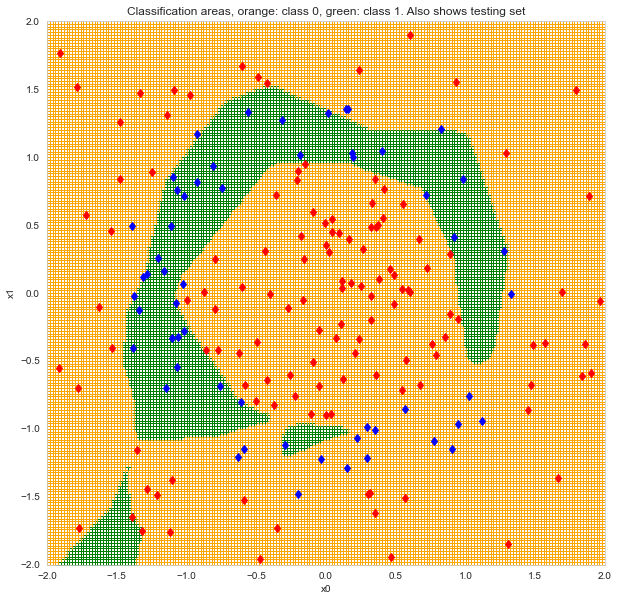 Classification areas, orange: class 0, green: class 1. Also shows testing set
2.0
1.5
1.0
0.5
0.0
−0.5
−1.0
−1.5
−2.0
x1
−2.0 −1.5 −1.0 −0.5 0.0 0.5 1.0 1.5 2.0
x0